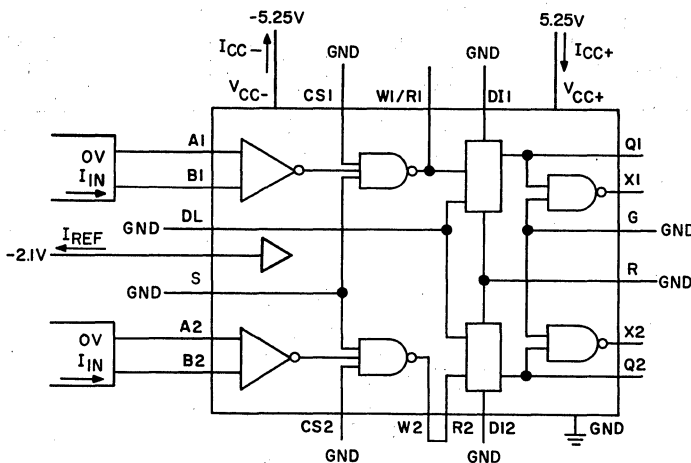 -5.25V
5.25V
ICC-
GND
GND
ICC+
VCC-
CS1
W1/R1
DI1
VCC+
A1
Q1
0V
IIN
B1
X1
DL
G
GND
GND
IREF
-2.1V
R
GND
S
GND
A2
0V
X2
IIN
B2
Q2
CS2
W2
R2
DI2
GND
GND
GND